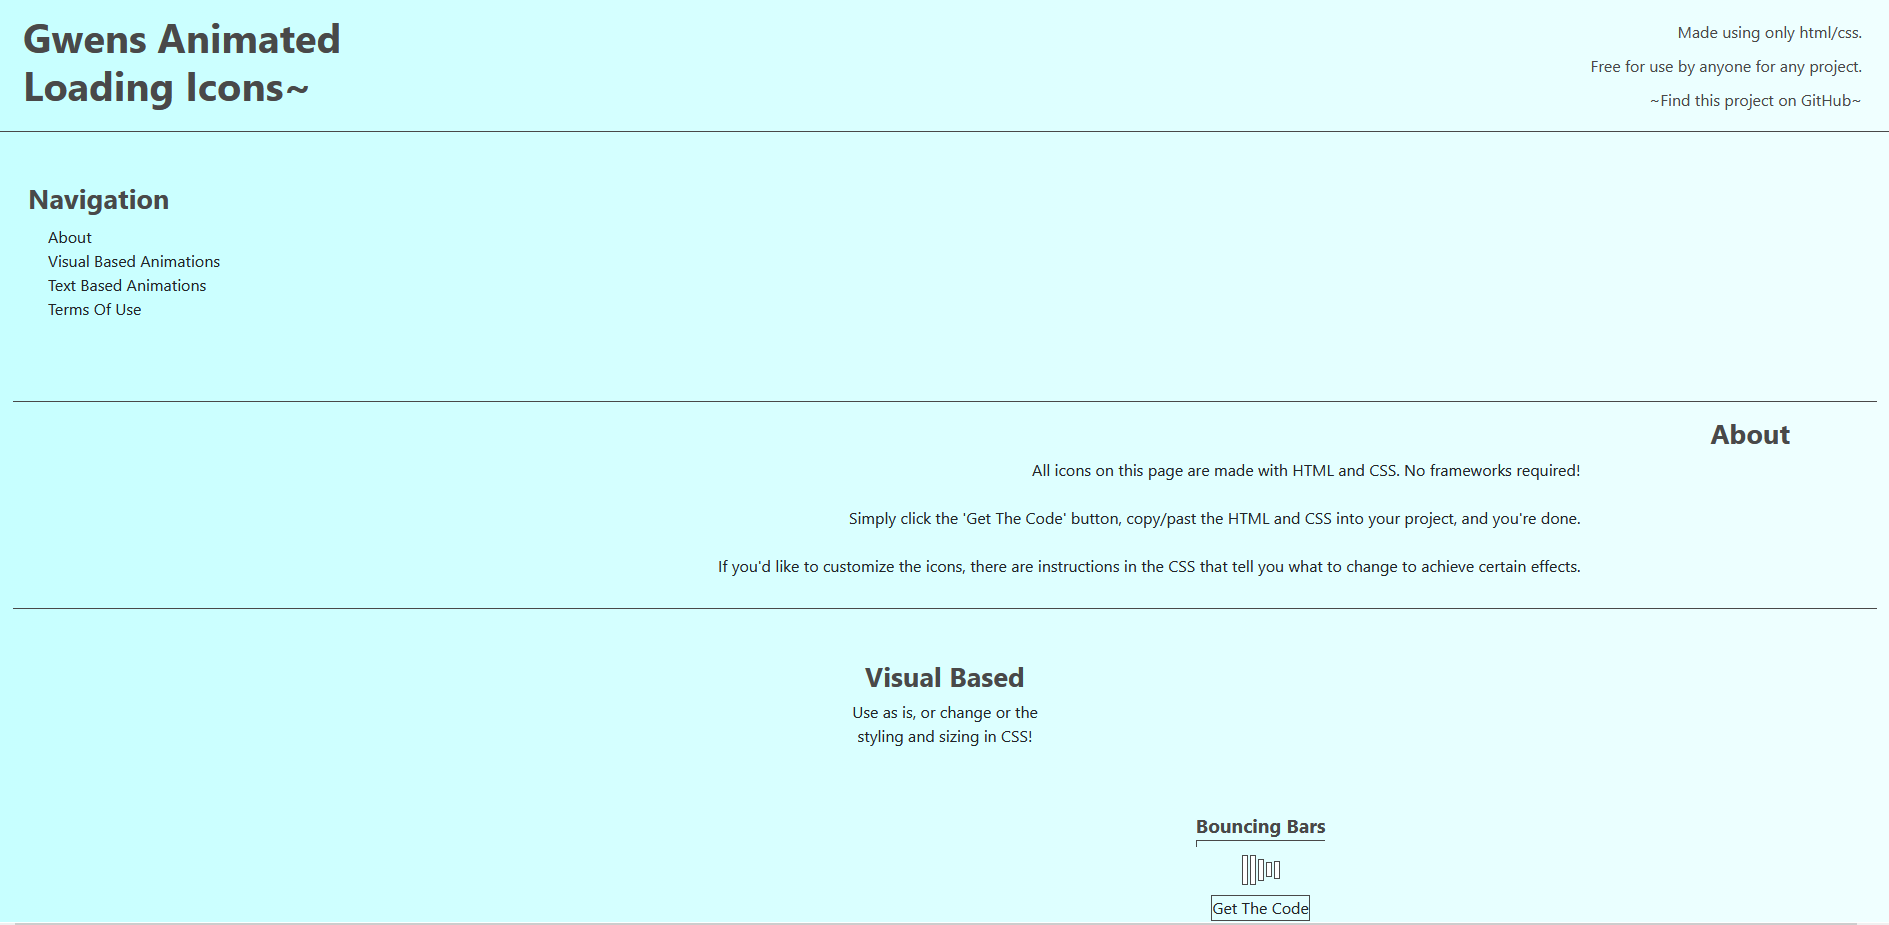 Gwens Animated
Loading Icons~
Made using only html/css.
Free for use by anyone for any project.
~Find this project on GitHub~
Navigation
About
Visual Based Animations
Text Based Animations
Terms Of Use
About
All icons on this page are made with HTML and CSS. No frameworks required!
Simply click the 'Get The Code' button, copy/past the HTML and CSS into your project, and you're done.
If you'd like to customize the icons, there are instructions in the CSS that tell you what to change to achieve certain effects.
Visual Based
Use as is, or change or the
styling and sizing in CSS!
Bouncing Bars
Get The Code